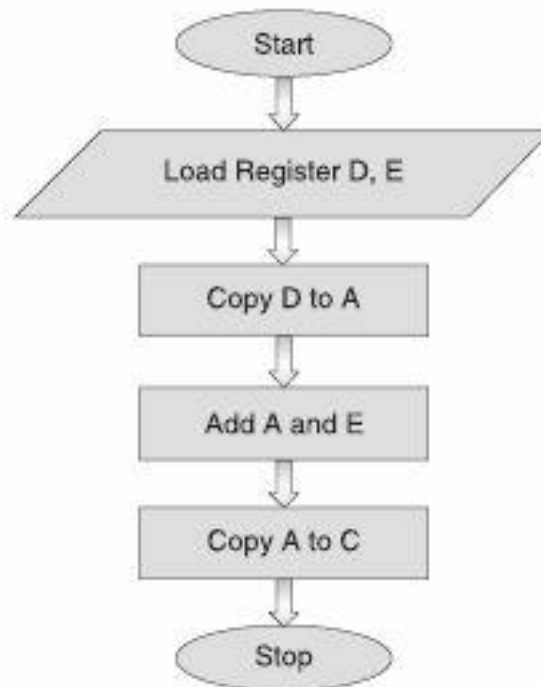 Start
Load Register D, E
Copy D to A
Add A and E
Copy A to C
Stop